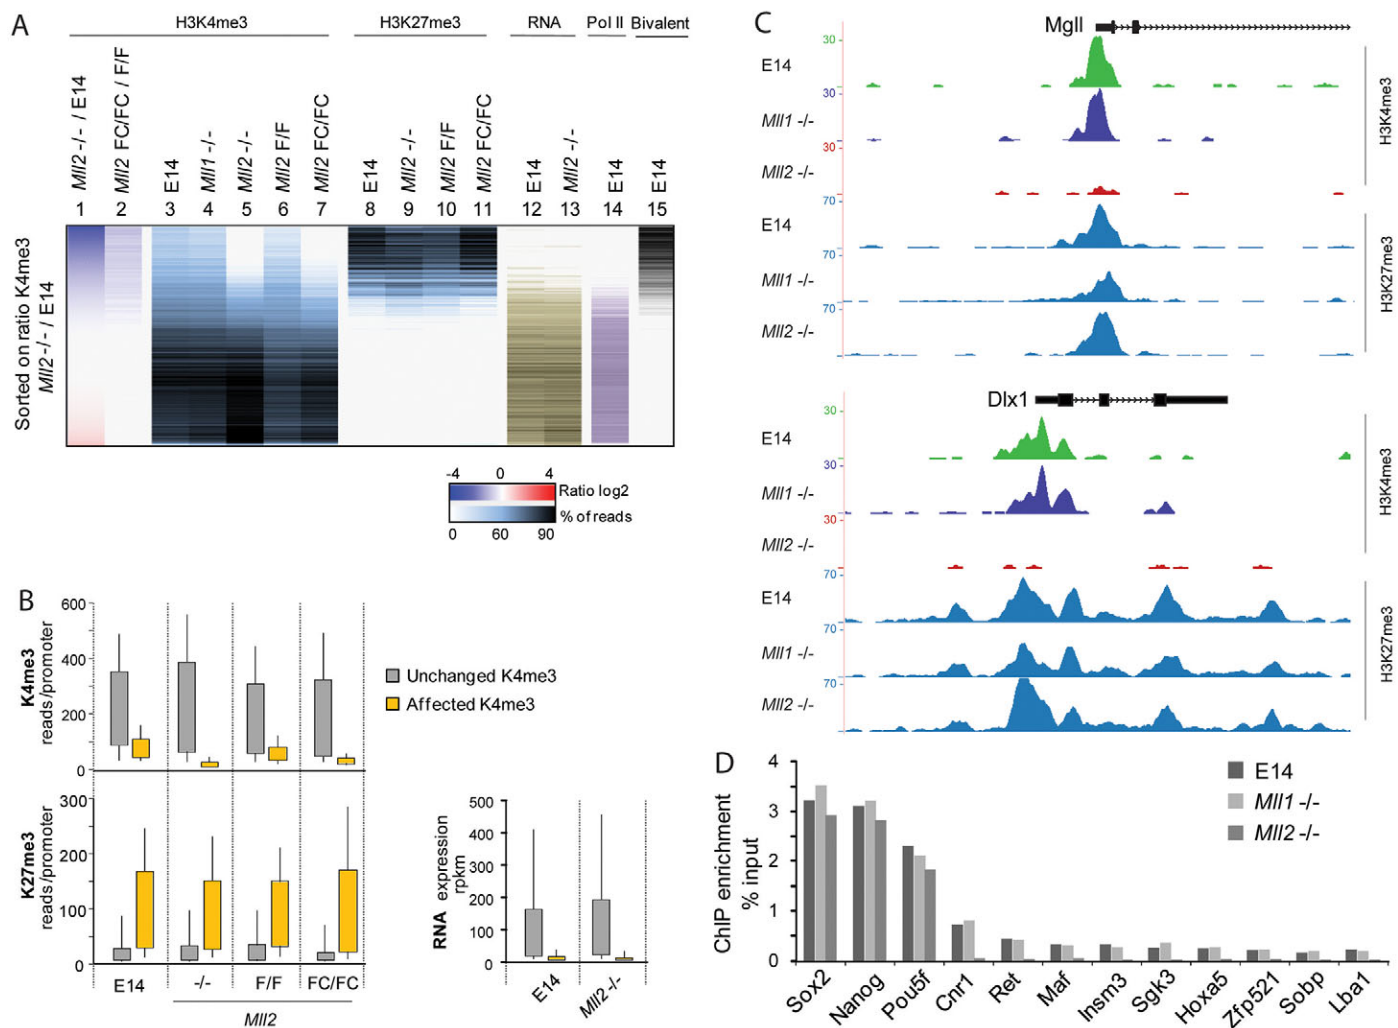 A
H3K4me3 H3K27me3 RNA Pol II Bivalent
Mll2 -/- / E14
Mll2 FC/FC / F/F
E14
Mll1 -/-
Mll2 -/-
Mll2 F/F
Mll2 FC/FC
E14
Mll2 -/-
Mll2 F/F
Mll2 FC/FC
E14
Mll2 -/-
E14
E14
1 2 3 4 5 6 7 8 9 10 11 12 13 14 15
Sorted on ratio K4me3
Mll2 -/- / E14
-4 0 4
Ratio log2
% of reads
0 60 90
B
600
400
200
0
K4me3
reads/promoter
Unchanged K4me3
Affected K4me3
300
200
100
0
K27me3
reads/promoter
E14 -/- F/F FC/FC
Mll2
500
400
300
200
100
0
RNA expression
rpkm
E14 Mll2 -/-
C
Mgll
30
E14
30
Mll1 -/-
30
Mll2 -/-
H3K4me3
70
E14
70
Mll1 -/-
70
Mll2 -/-
H3K27me3
Dlx1
30
E14
30
Mll1 -/-
30
Mll2 -/-
H3K4me3
70
E14
70
Mll1 -/-
70
Mll2 -/-
H3K27me3
D
4
3
2
1
0
ChIP enrichment
% input
E14
Mll1 -/-
Mll2 -/-
Sox2 Nanog Pou5f Cnr1 Ret Maf Insm3 Sgk3 Hoxa5 Zfp521 Sobp Lba1